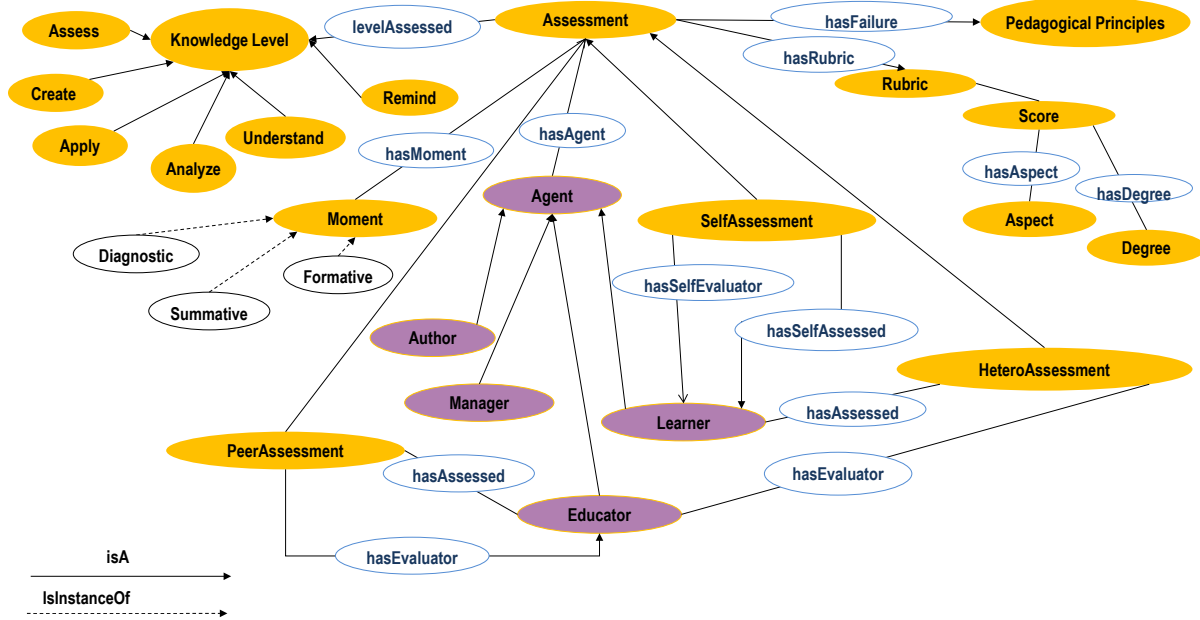 Assessment
Pedagogical Principles
hasFailure
levelAssessed
Assess
Knowledge Level
hasRubric
Rubric
Create
Remind
Score
Understand
hasAgent
Apply
hasMoment
Analyze
hasAspect
hasDegree
Agent
Moment
SelfAssessment
Aspect
Degree
Diagnostic
Formative
hasSelfEvaluator
Summative
hasSelfAssessed
Author
HeteroAssessment
Manager
hasAssessed
Learner
PeerAssessment
hasAssessed
hasEvaluator
Educator
hasEvaluator
isA
IsInstanceOf